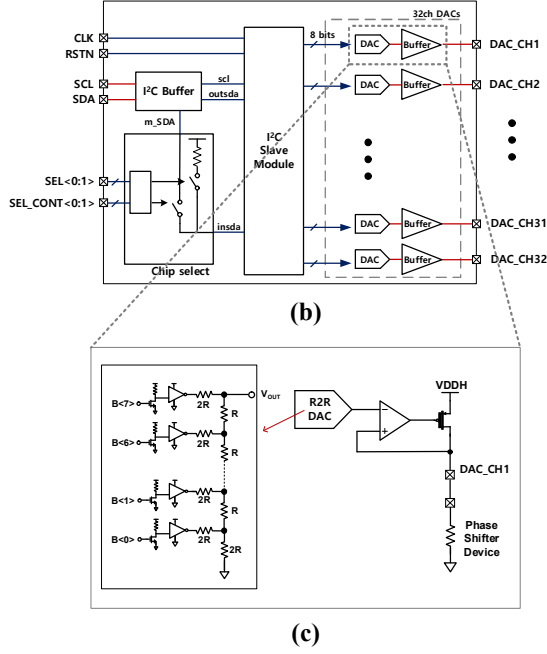 32ch DACs
CLK
RSTN
SCL
SDA
I²C Buffer
scl
outsda
m_SDA
SEL<0:1>
SEL_CONT<0:1>
Chip select
insda
I²C
Slave
Module
8 bits
DAC
Buffer
DAC_CH1
DAC
Buffer
DAC_CH2
DAC
Buffer
DAC_CH31
DAC
Buffer
DAC_CH32
(b)
B<7>
2R
V_OUT
R
B<6>
2R
R
B<1>
2R
R
B<0>
2R
2R
R2R
DAC
−
+
VDDH
DAC_CH1
Phase
Shifter
Device
(c)